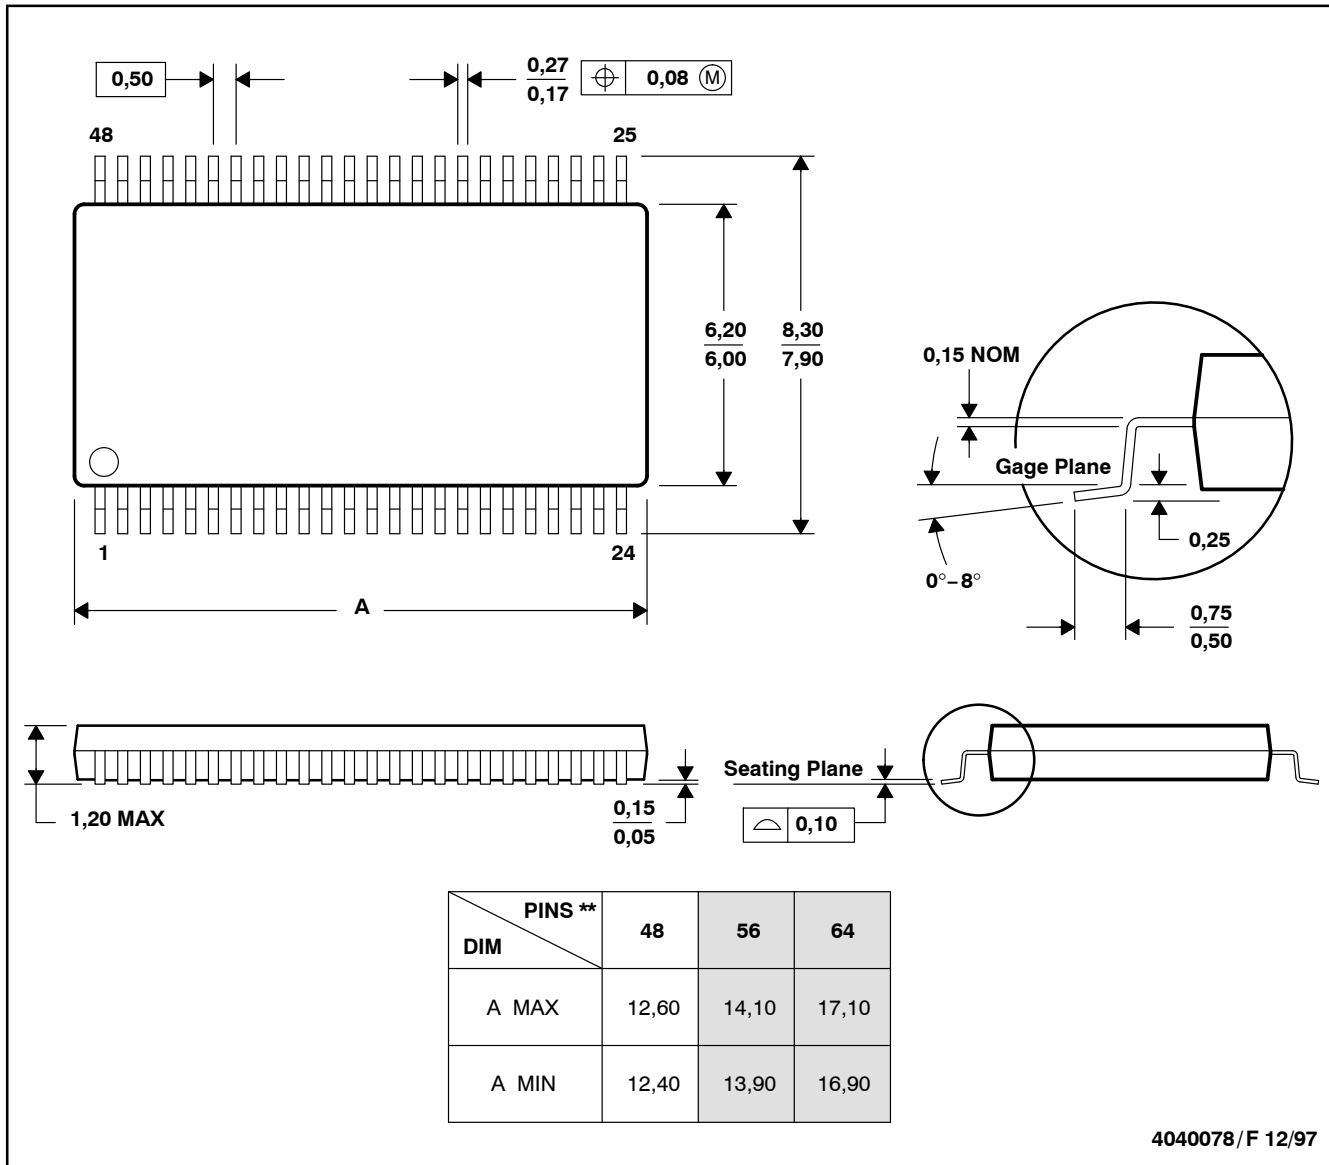 0,50
0,27
0,17
0,08 M
48
25
6,20
6,00
8,30
7,90
0,15 NOM
Gage Plane
0,25
0°–8°
0,75
0,50
1
24
A
1,20 MAX
0,15
0,05
Seating Plane
0,10
PINS **
DIM
48 56 64
A MAX 12,60 14,10 17,10
A MIN 12,40 13,90 16,90
4040078/F 12/97